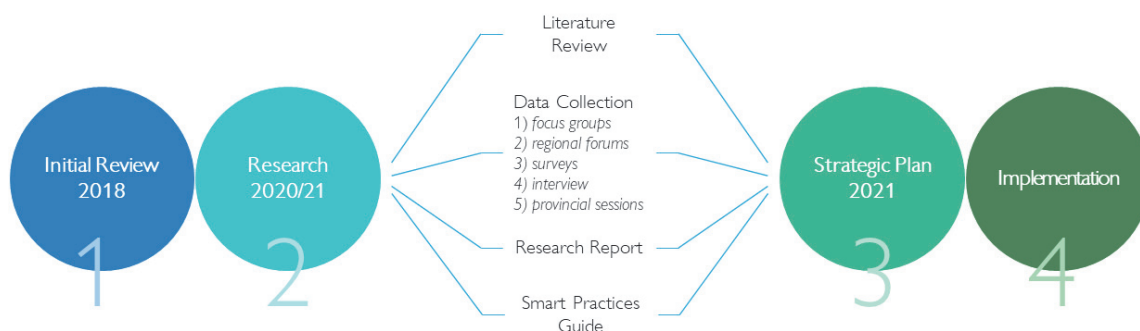 Initial Review
2018
1
Research
2020/21
2
Literature
Review
Data Collection
1) focus groups
2) regional forums
3) surveys
4) interview
5) provincial sessions
Research Report
Smart Practices
Guide
Strategic Plan
2021
3
Implementation
4